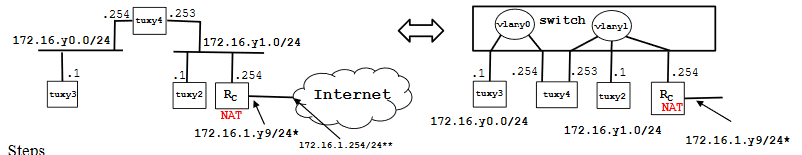 .254 tuxy4 .253
172.16.y0.0/24
172.16.y1.0/24
.1
.1
.254
tuxy3
tuxy2
RC
NAT
Internet
172.16.1.y9/24*
172.16.1.254/24**
switch
vlany0
vlany1
.1
.254
.253
.1
.254
tuxy3
tuxy4
tuxy2
RC
NAT
172.16.y0.0/24
172.16.y1.0/24
172.16.1.y9/24*
Steps